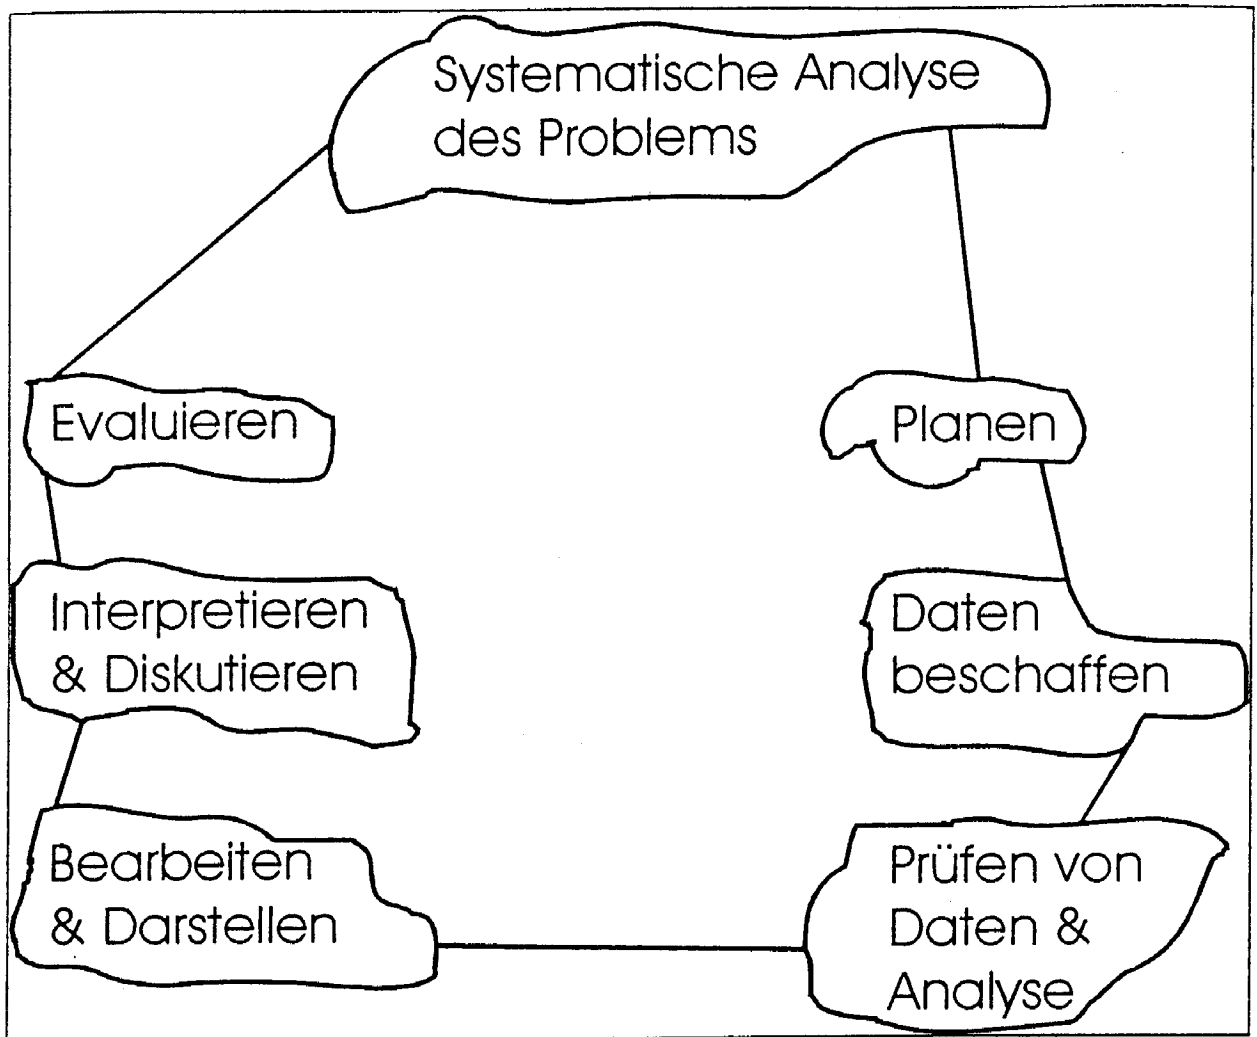 Systematische Analyse
des Problems
Evaluieren
Planen
Interpretieren
& Diskutieren
Daten
beschaffen
Bearbeiten
& Darstellen
Prüfen von
Daten &
Analyse